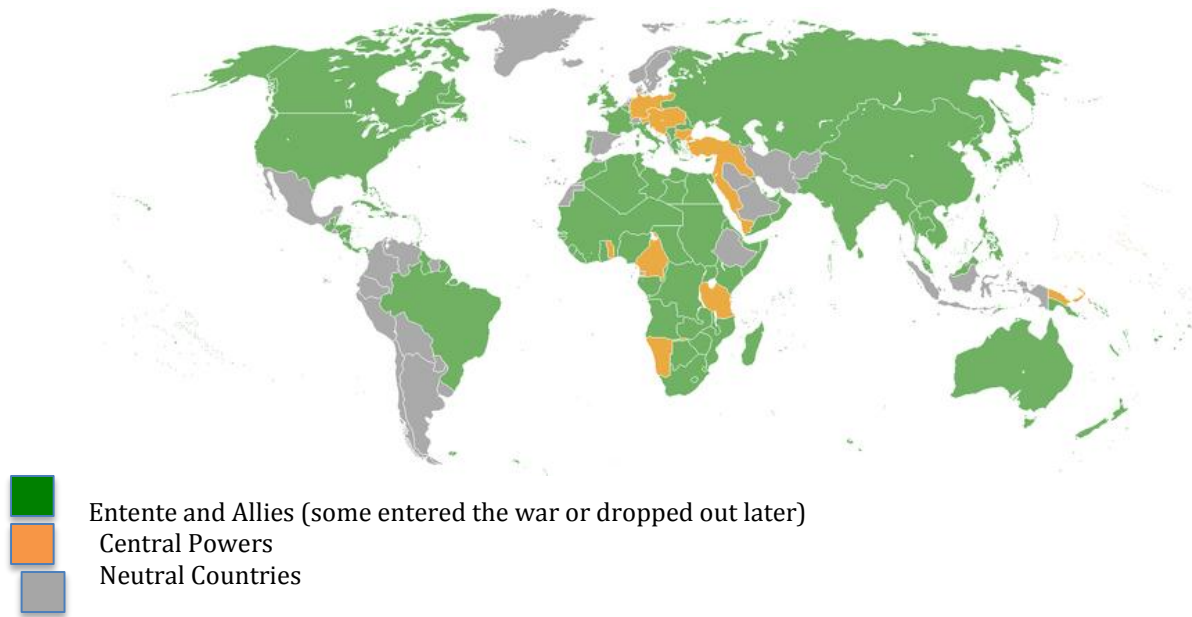 Entente and Allies (some entered the war or dropped out later)
Central Powers
Neutral Countries